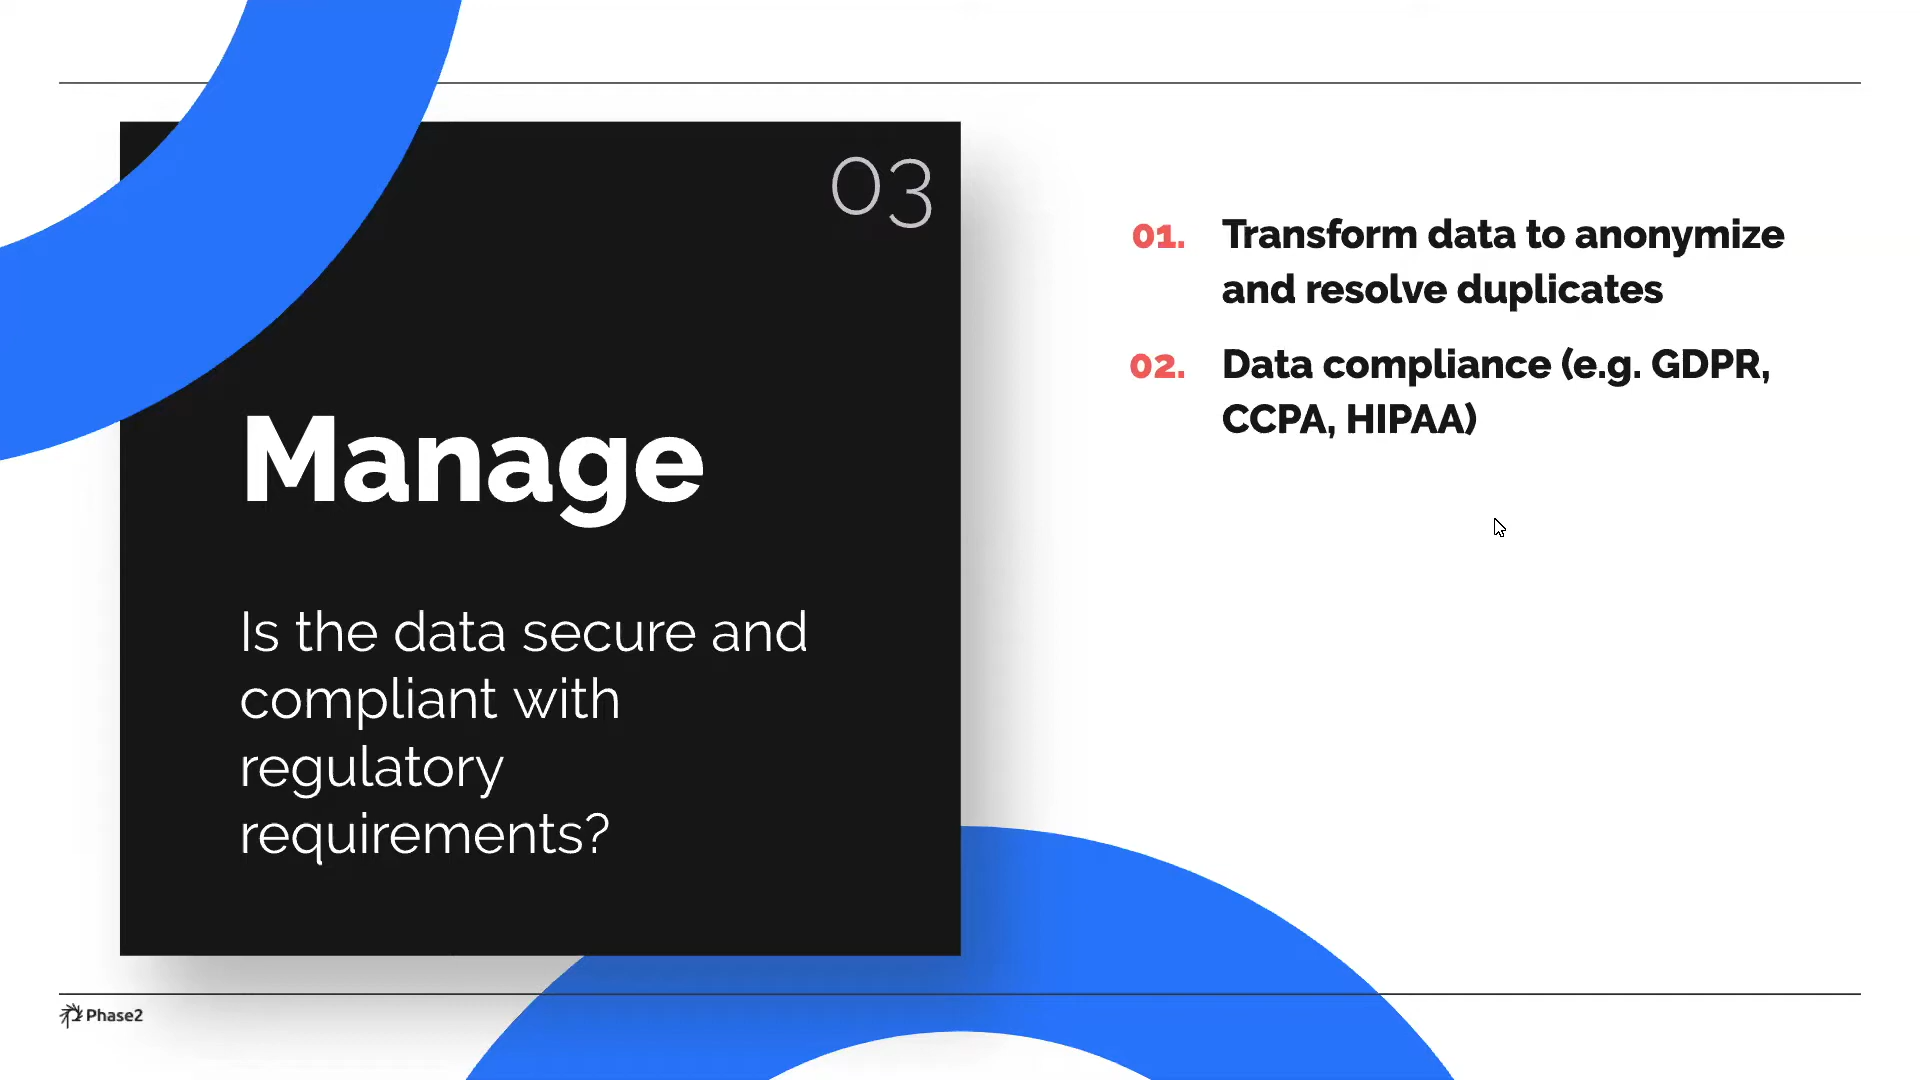 03
Manage
Is the data secure and
compliant with
regulatory
requirements?
01. Transform data to anonymize
and resolve duplicates
02. Data compliance (e.g. GDPR,
CCPA, HIPAA)
Phase2